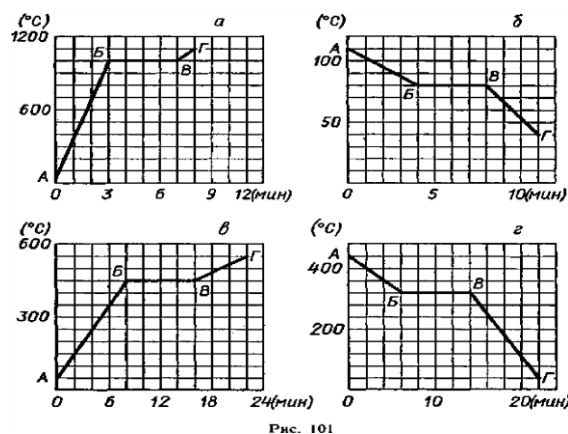 (°C) а
1200
600
А Б В Г
0 3 6 9 12(мин)
(°C) б
100
50
А Б В Г
0 5 10(мин)
(°C) в
600
300
А Б В Г
0 6 12 18 24(мин)
(°C) г
400
200
А Б В Г
0 10 20(мин)
Рис. 101